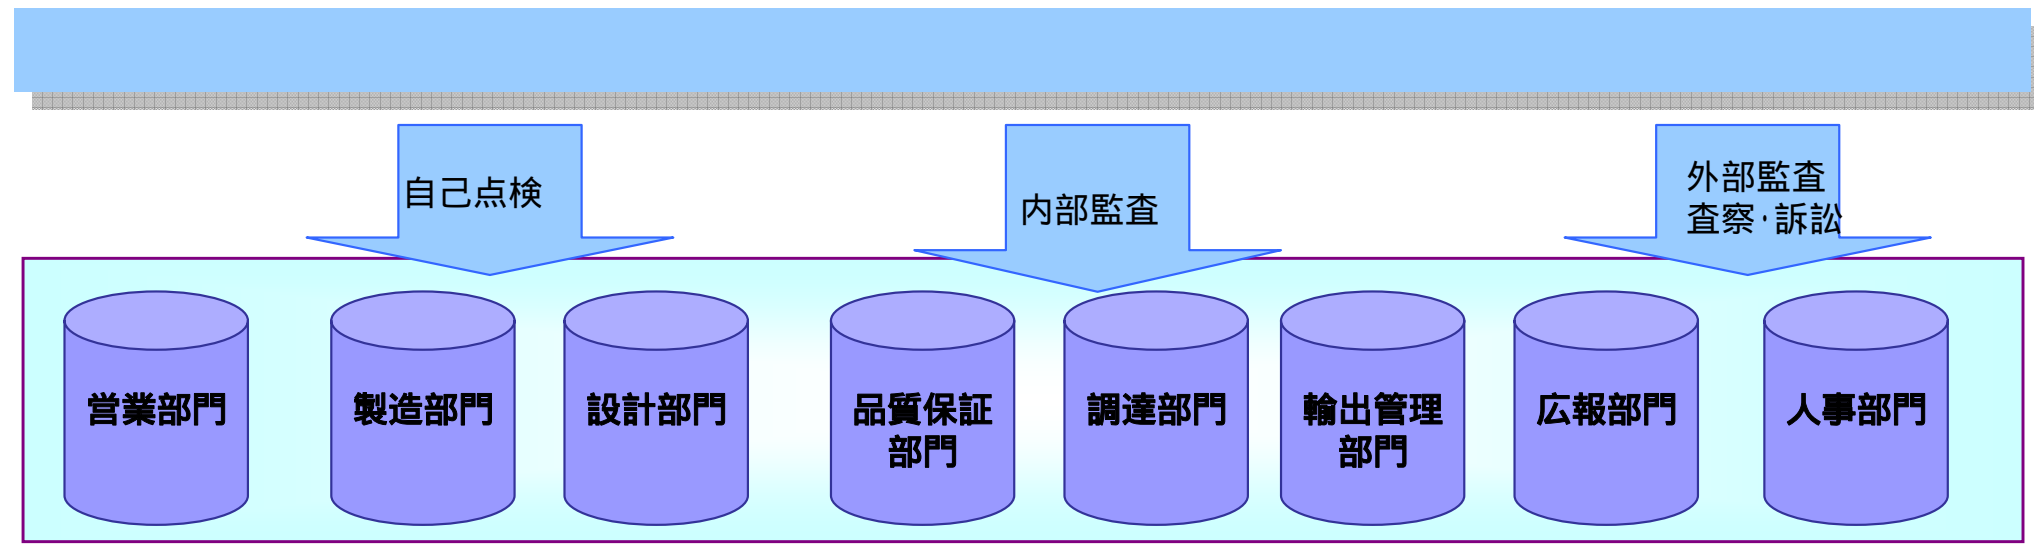 自己点検
内部監査
外部監査
査察･訴訟
営業部門
製造部門
設計部門
品質保証
部門
調達部門
輸出管理
部門
広報部門
人事部門